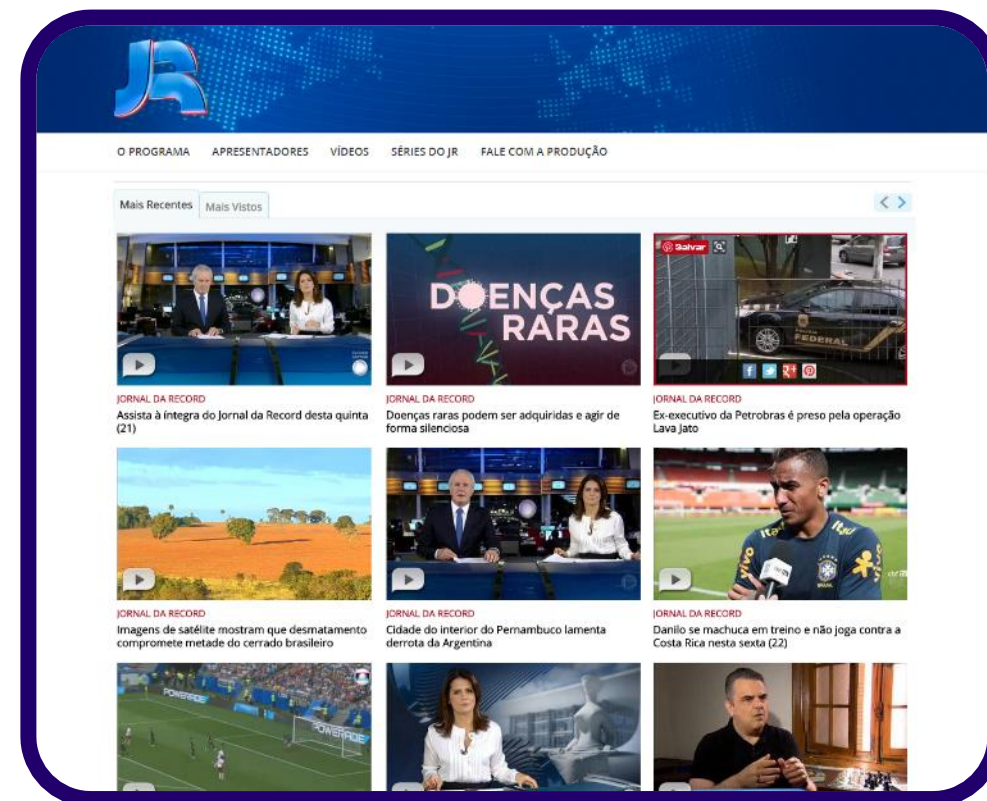 JR
O PROGRAMA APRESENTADORES VÍDEOS SÉRIES DO JR FALE COM A PRODUÇÃO
Mais Recentes Mais Vistos
DOENÇAS
RARAS
Salvar
POLÍCIA
FEDERAL
JORNAL DA RECORD
Assista à íntegra do Jornal da Record desta quinta
(21)
JORNAL DA RECORD
Doenças raras podem ser adquiridas e agir de
forma silenciosa
JORNAL DA RECORD
Ex-executivo da Petrobras é preso pela operação
Lava Jato
Itaú
vivo
BRASIL
JORNAL DA RECORD
Imagens de satélite mostram que desmatamento
compromete metade do cerrado brasileiro
JORNAL DA RECORD
Cidade do interior do Pernambuco lamenta
derrota da Argentina
JORNAL DA RECORD
Danilo se machuca em treino e não joga contra a
Costa Rica nesta sexta (22)
POWERADE
POWERADE